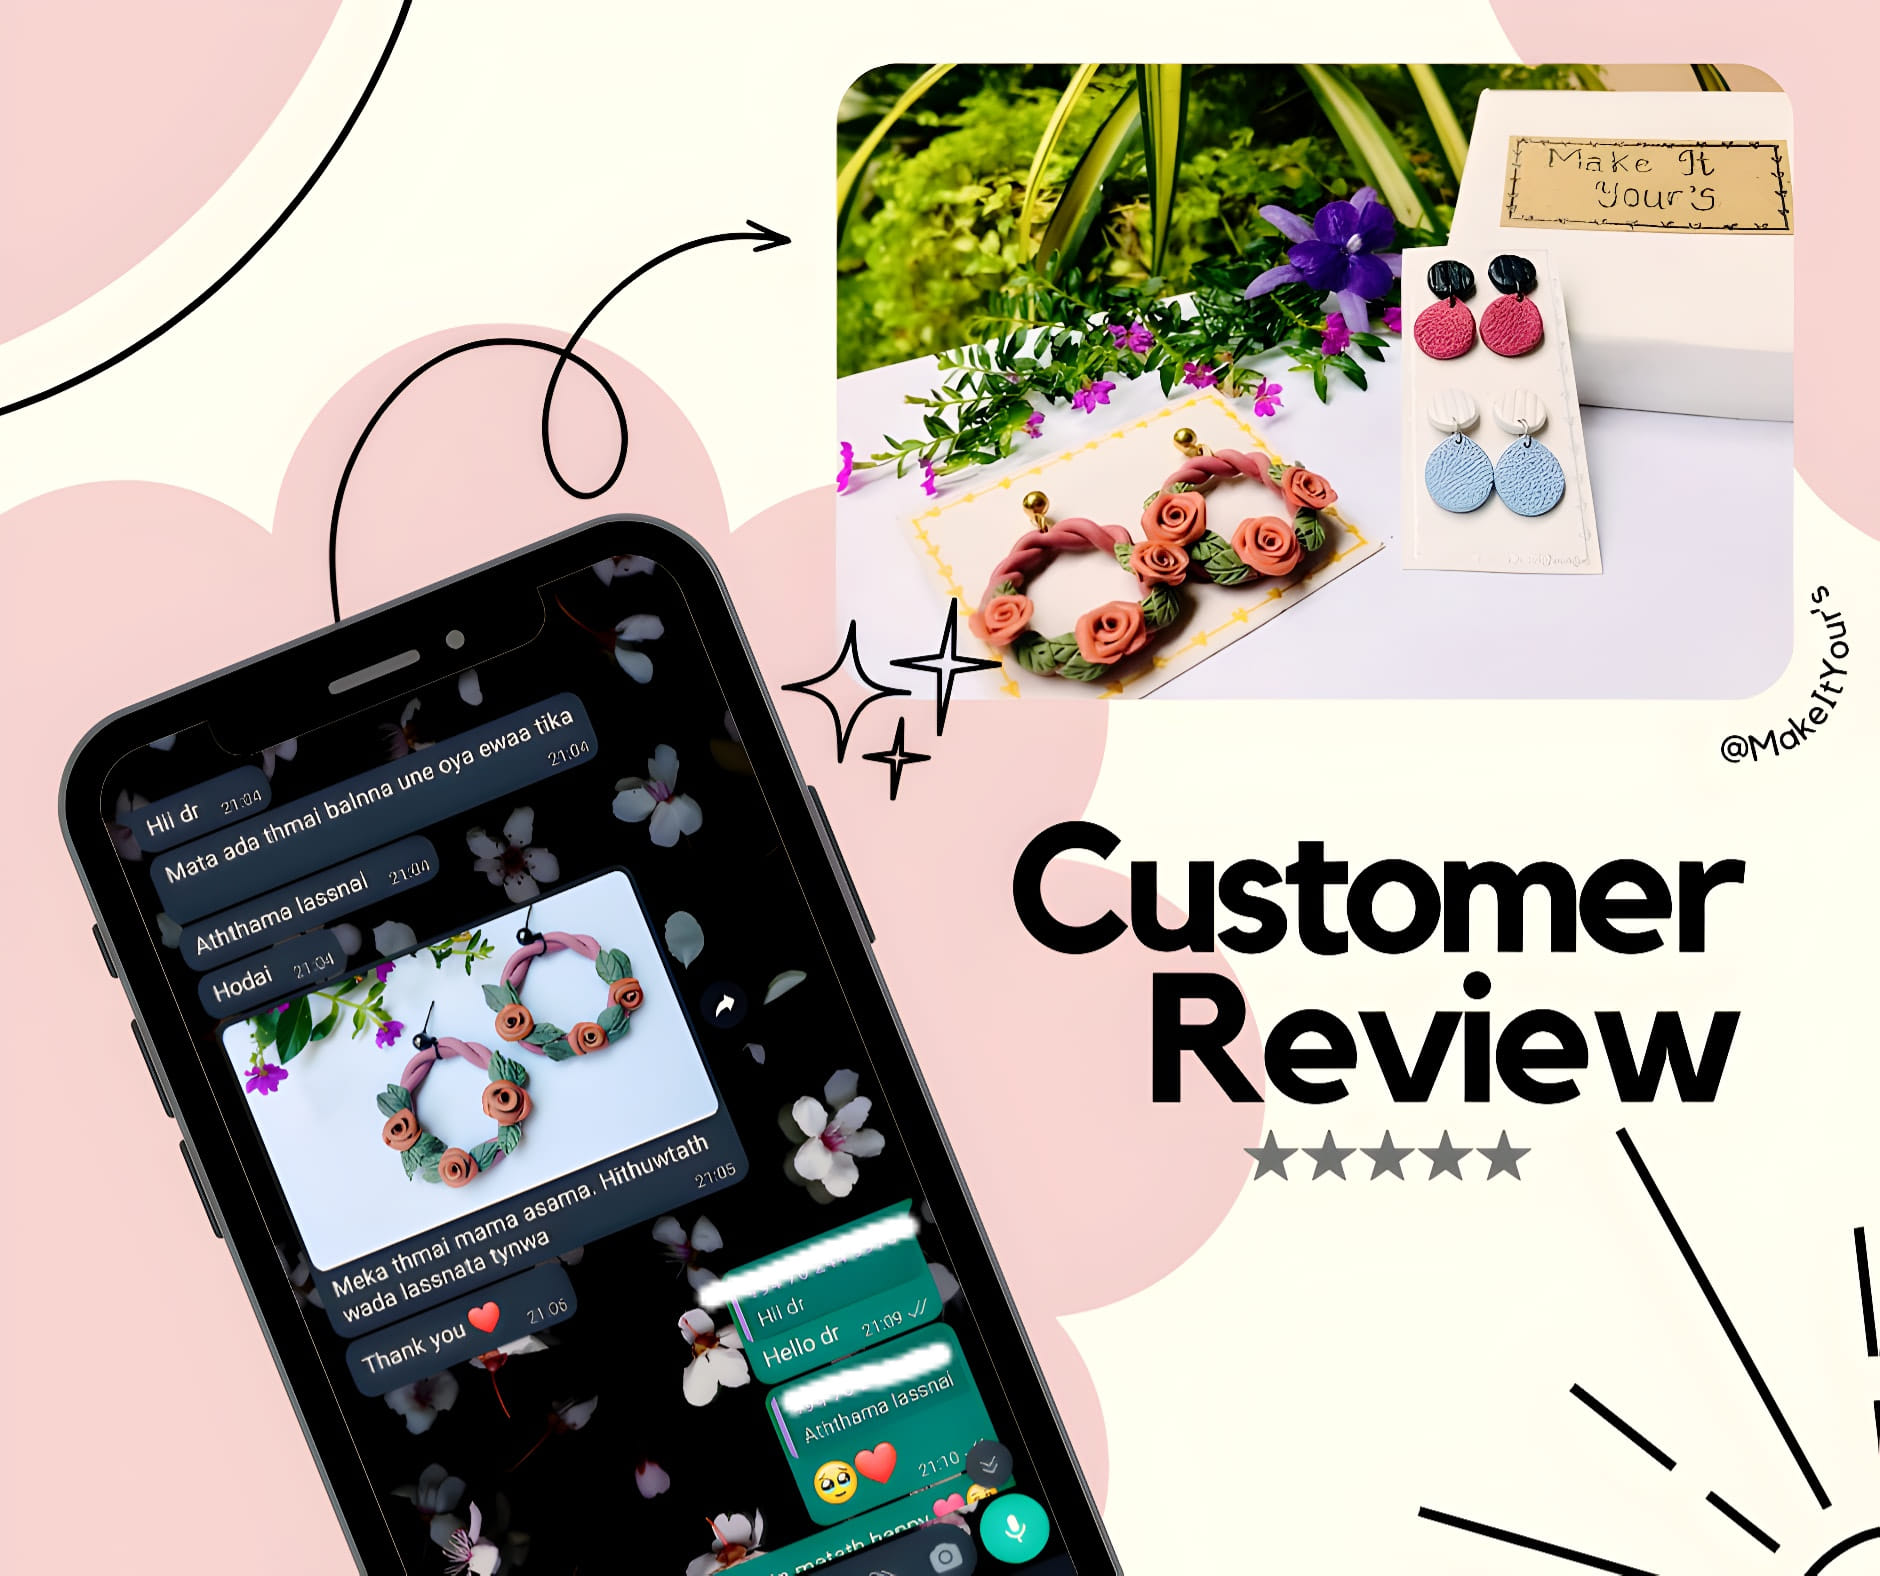 Make It
Your's
@MakeItYour's
Customer
Review
Hii dr 21:04
Mata ada thmai balnna une oya ewaa tika
21:04
Aththama lassnai 21:04
Hodai 21:04
Meka thmai mama asama. Hithuwtath
wada lassnata tynwa
21:05
Thank you ❤️ 21:06
Hii dr
Hello dr 21:09
Aththama lassnai
🥹❤️ 21:10
matath happy